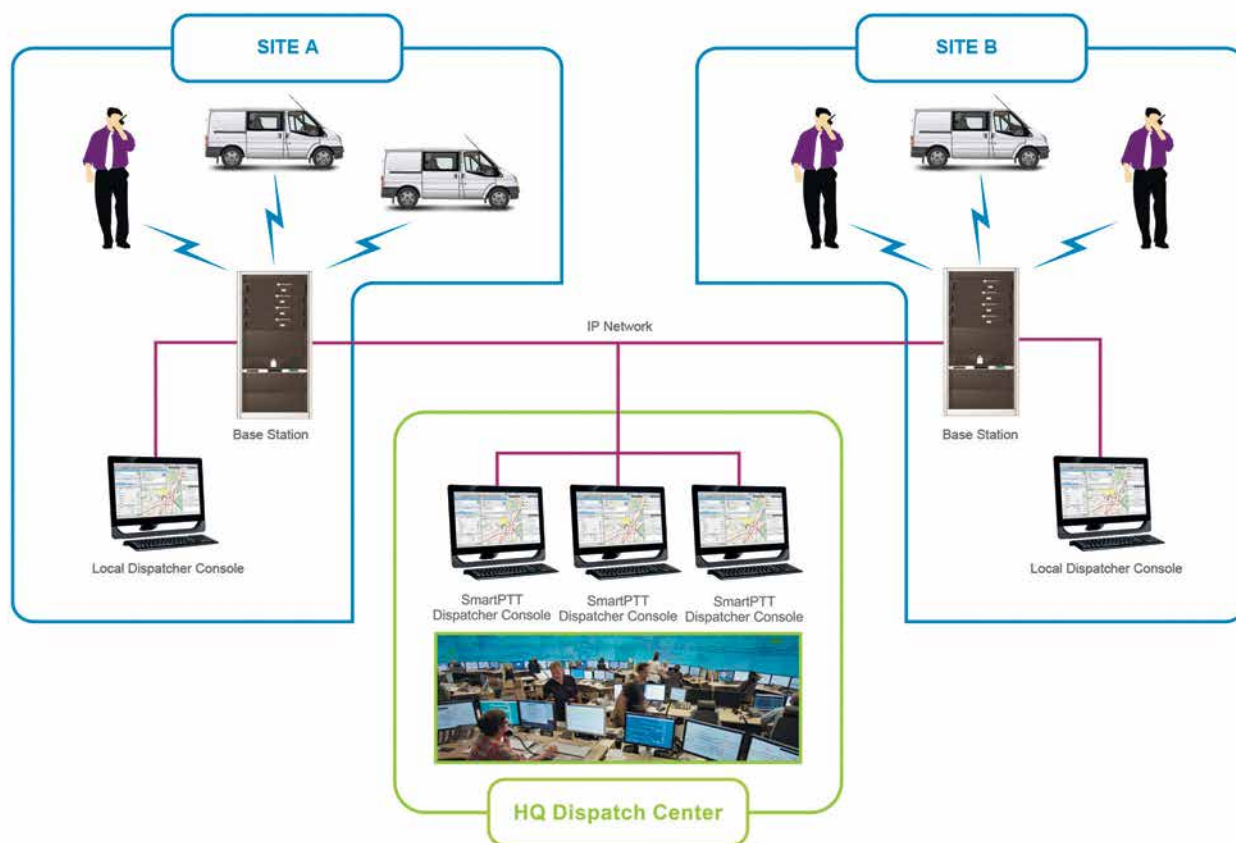 SITE A
SITE B
IP Network
Base Station
Base Station
Local Dispatcher Console
Local Dispatcher Console
SmartPTT
Dispatcher Console
SmartPTT
Dispatcher Console
SmartPTT
Dispatcher Console
HQ Dispatch Center